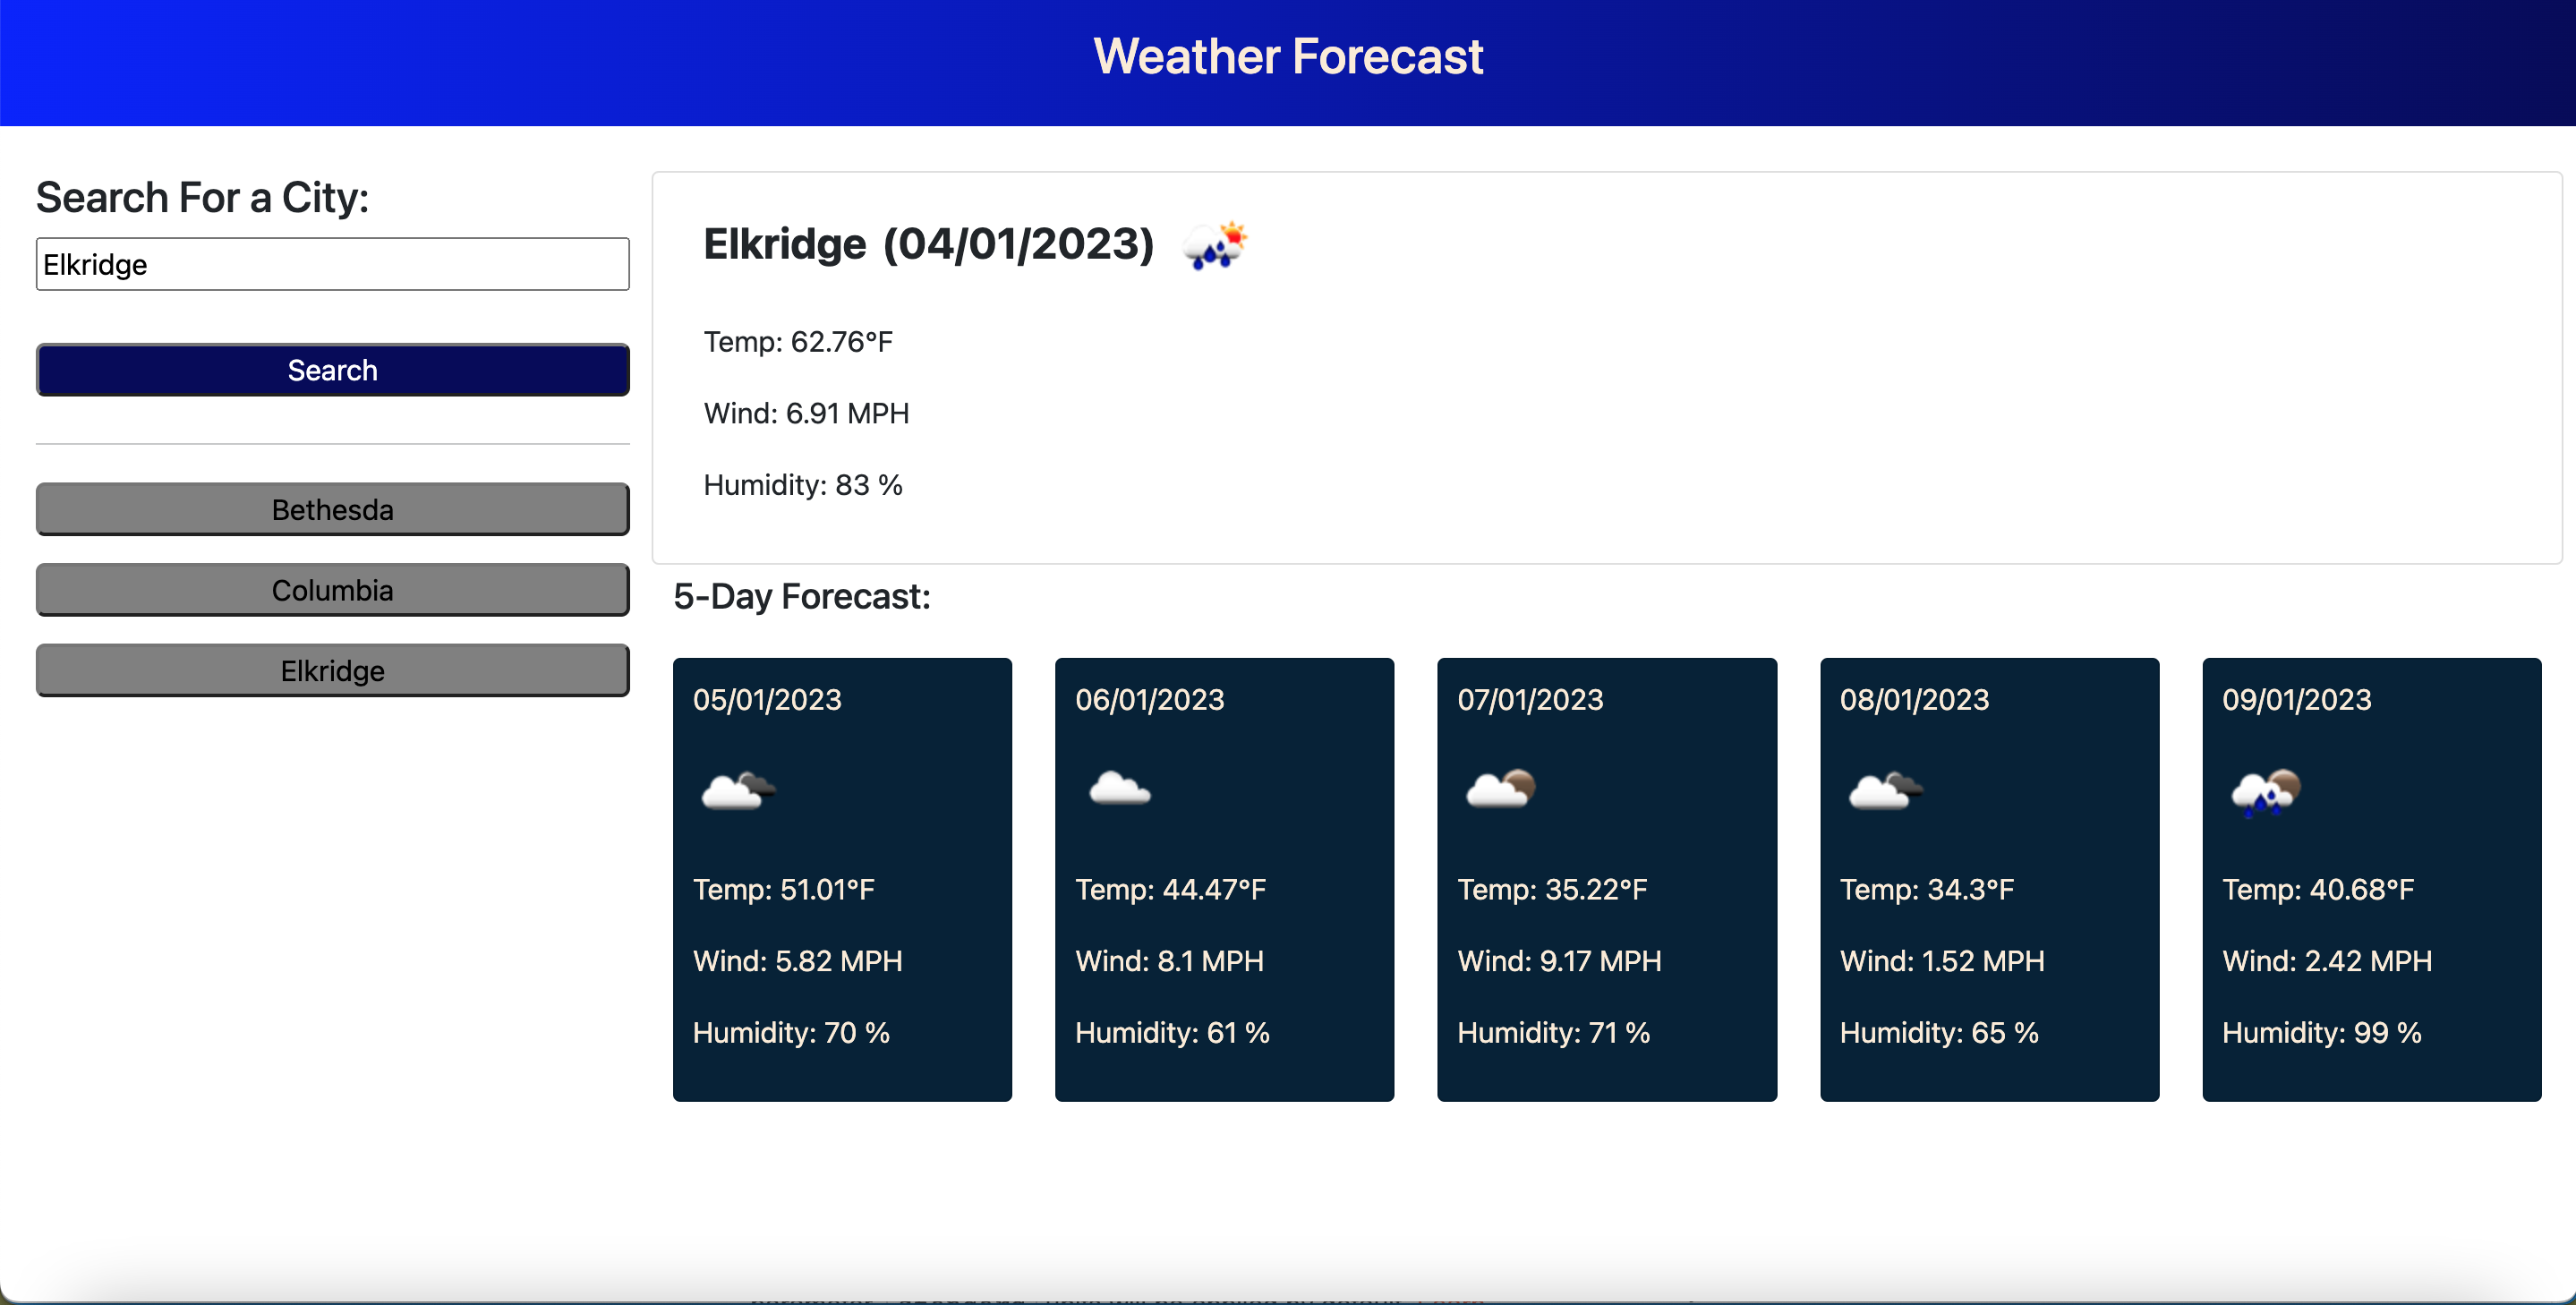 Weather Forecast
Search For a City:
Elkridge
Search
Bethesda
Columbia
Elkridge
Elkridge (04/01/2023)
Temp: 62.76°F
Wind: 6.91 MPH
Humidity: 83 %
5-Day Forecast:
05/01/2023
Temp: 51.01°F
Wind: 5.82 MPH
Humidity: 70 %
06/01/2023
Temp: 44.47°F
Wind: 8.1 MPH
Humidity: 61 %
07/01/2023
Temp: 35.22°F
Wind: 9.17 MPH
Humidity: 71 %
08/01/2023
Temp: 34.3°F
Wind: 1.52 MPH
Humidity: 65 %
09/01/2023
Temp: 40.68°F
Wind: 2.42 MPH
Humidity: 99 %